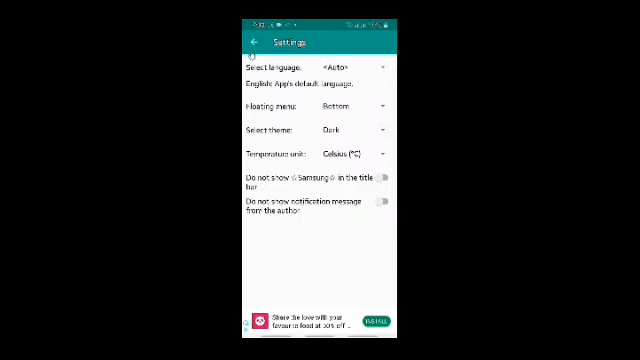 Settings
Select language: <Auto>
English: App's default language.
Floating menu: Bottom
Select theme: Dark
Temperature unit: Celsius (°C)
Do not show ☆Samsung☆ in the title
bar
Do not show notification message
from the author
Share the love with your
favourite food at 50% off ...
INSTALL